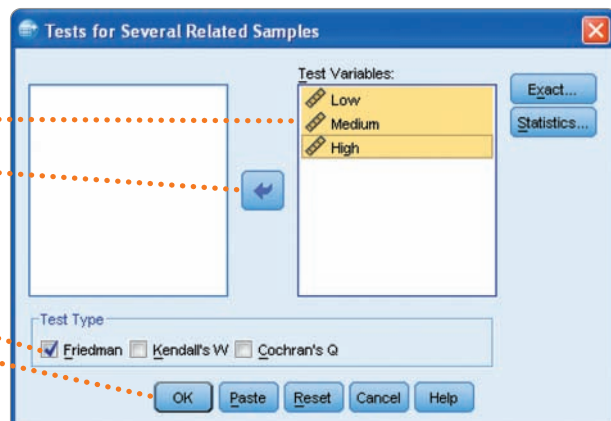 Tests for Several Related Samples
Test Variables:
Low
Medium
High
Exact...
Statistics...
Test Type
Friedman Kendall's W Cochran's Q
OK Paste Reset Cancel Help